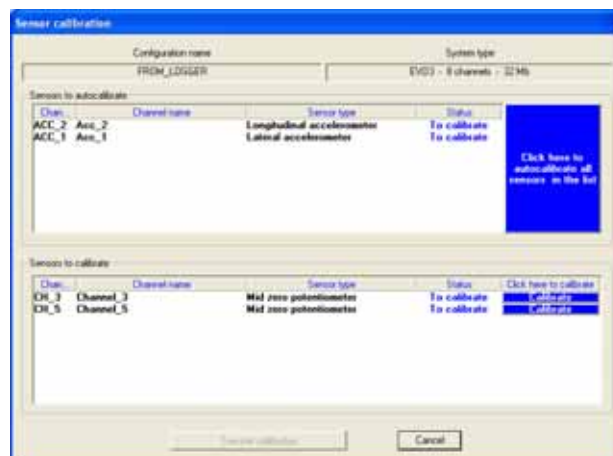 Sensor calibration
Configuration name System type
FROM_LOGGER EVO3 - 8 channels - 32 Mb
Sensors to autocalibrate
Chan... Channel name Sensor type Status
ACC_2 Acc_2 Longitudinal accelerometer To calibrate
ACC_1 Acc_1 Lateral accelerometer To calibrate
Click here to
autocalibrate all
sensors in the list
Sensors to calibrate
Chan... Channel name Sensor type Status Click here to calibrate
CH_3 Channel_3 Mid zero potentiometer To calibrate Calibrate
CH_5 Channel_5 Mid zero potentiometer To calibrate Calibrate
Cancel